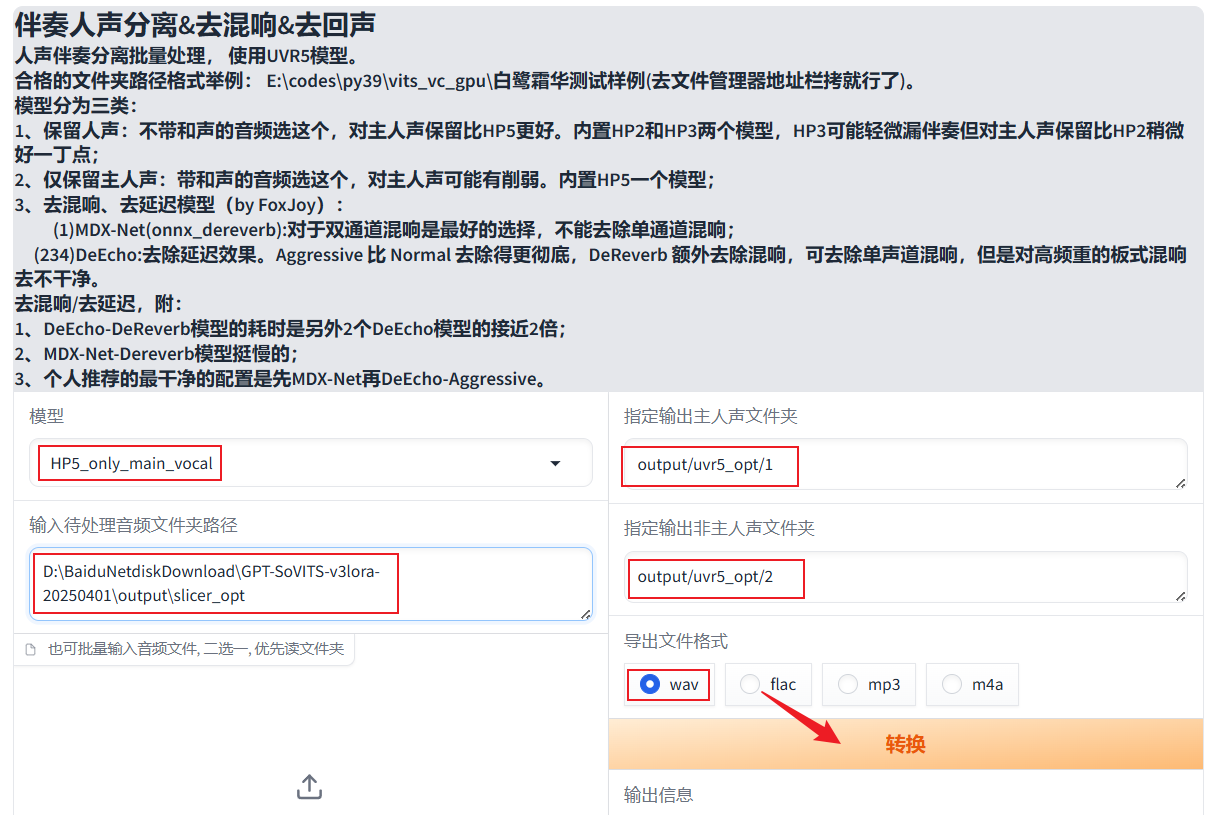 伴奏人声分离&去混响&去回声
人声伴奏分离批量处理， 使用UVR5模型。
合格的文件夹路径格式举例： E:\codes\py39\vits_vc_gpu\白鹭霜华测试样例(去文件管理器地址栏拷就行了)。
模型分为三类：
1、保留人声：不带和声的音频选这个，对主人声保留比HP5更好。内置HP2和HP3两个模型，HP3可能轻微漏伴奏但对主人声保留比HP2稍微
好一丁点；
2、仅保留主人声：带和声的音频选这个，对主人声可能有削弱。内置HP5一个模型；
3、去混响、去延迟模型（by FoxJoy）：
(1)MDX-Net(onnx_dereverb):对于双通道混响是最好的选择，不能去除单通道混响；
(234)DeEcho:去除延迟效果。Aggressive 比 Normal 去除得更彻底，DeReverb 额外去除混响，可去除单声道混响，但是对高频重的板式混响
去不干净。
去混响/去延迟，附：
1、DeEcho-DeReverb模型的耗时是另外2个DeEcho模型的接近2倍；
2、MDX-Net-Dereverb模型挺慢的；
3、个人推荐的最干净的配置是先MDX-Net再DeEcho-Aggressive。
模型
HP5_only_main_vocal
输入待处理音频文件夹路径
D:\BaiduNetdiskDownload\GPT-SoVITS-v3lora-
20250401\output\slicer_opt
也可批量输入音频文件, 二选一, 优先读文件夹
指定输出主人声文件夹
output/uvr5_opt/1
指定输出非主人声文件夹
output/uvr5_opt/2
导出文件格式
wav
flac
mp3
m4a
转换
输出信息